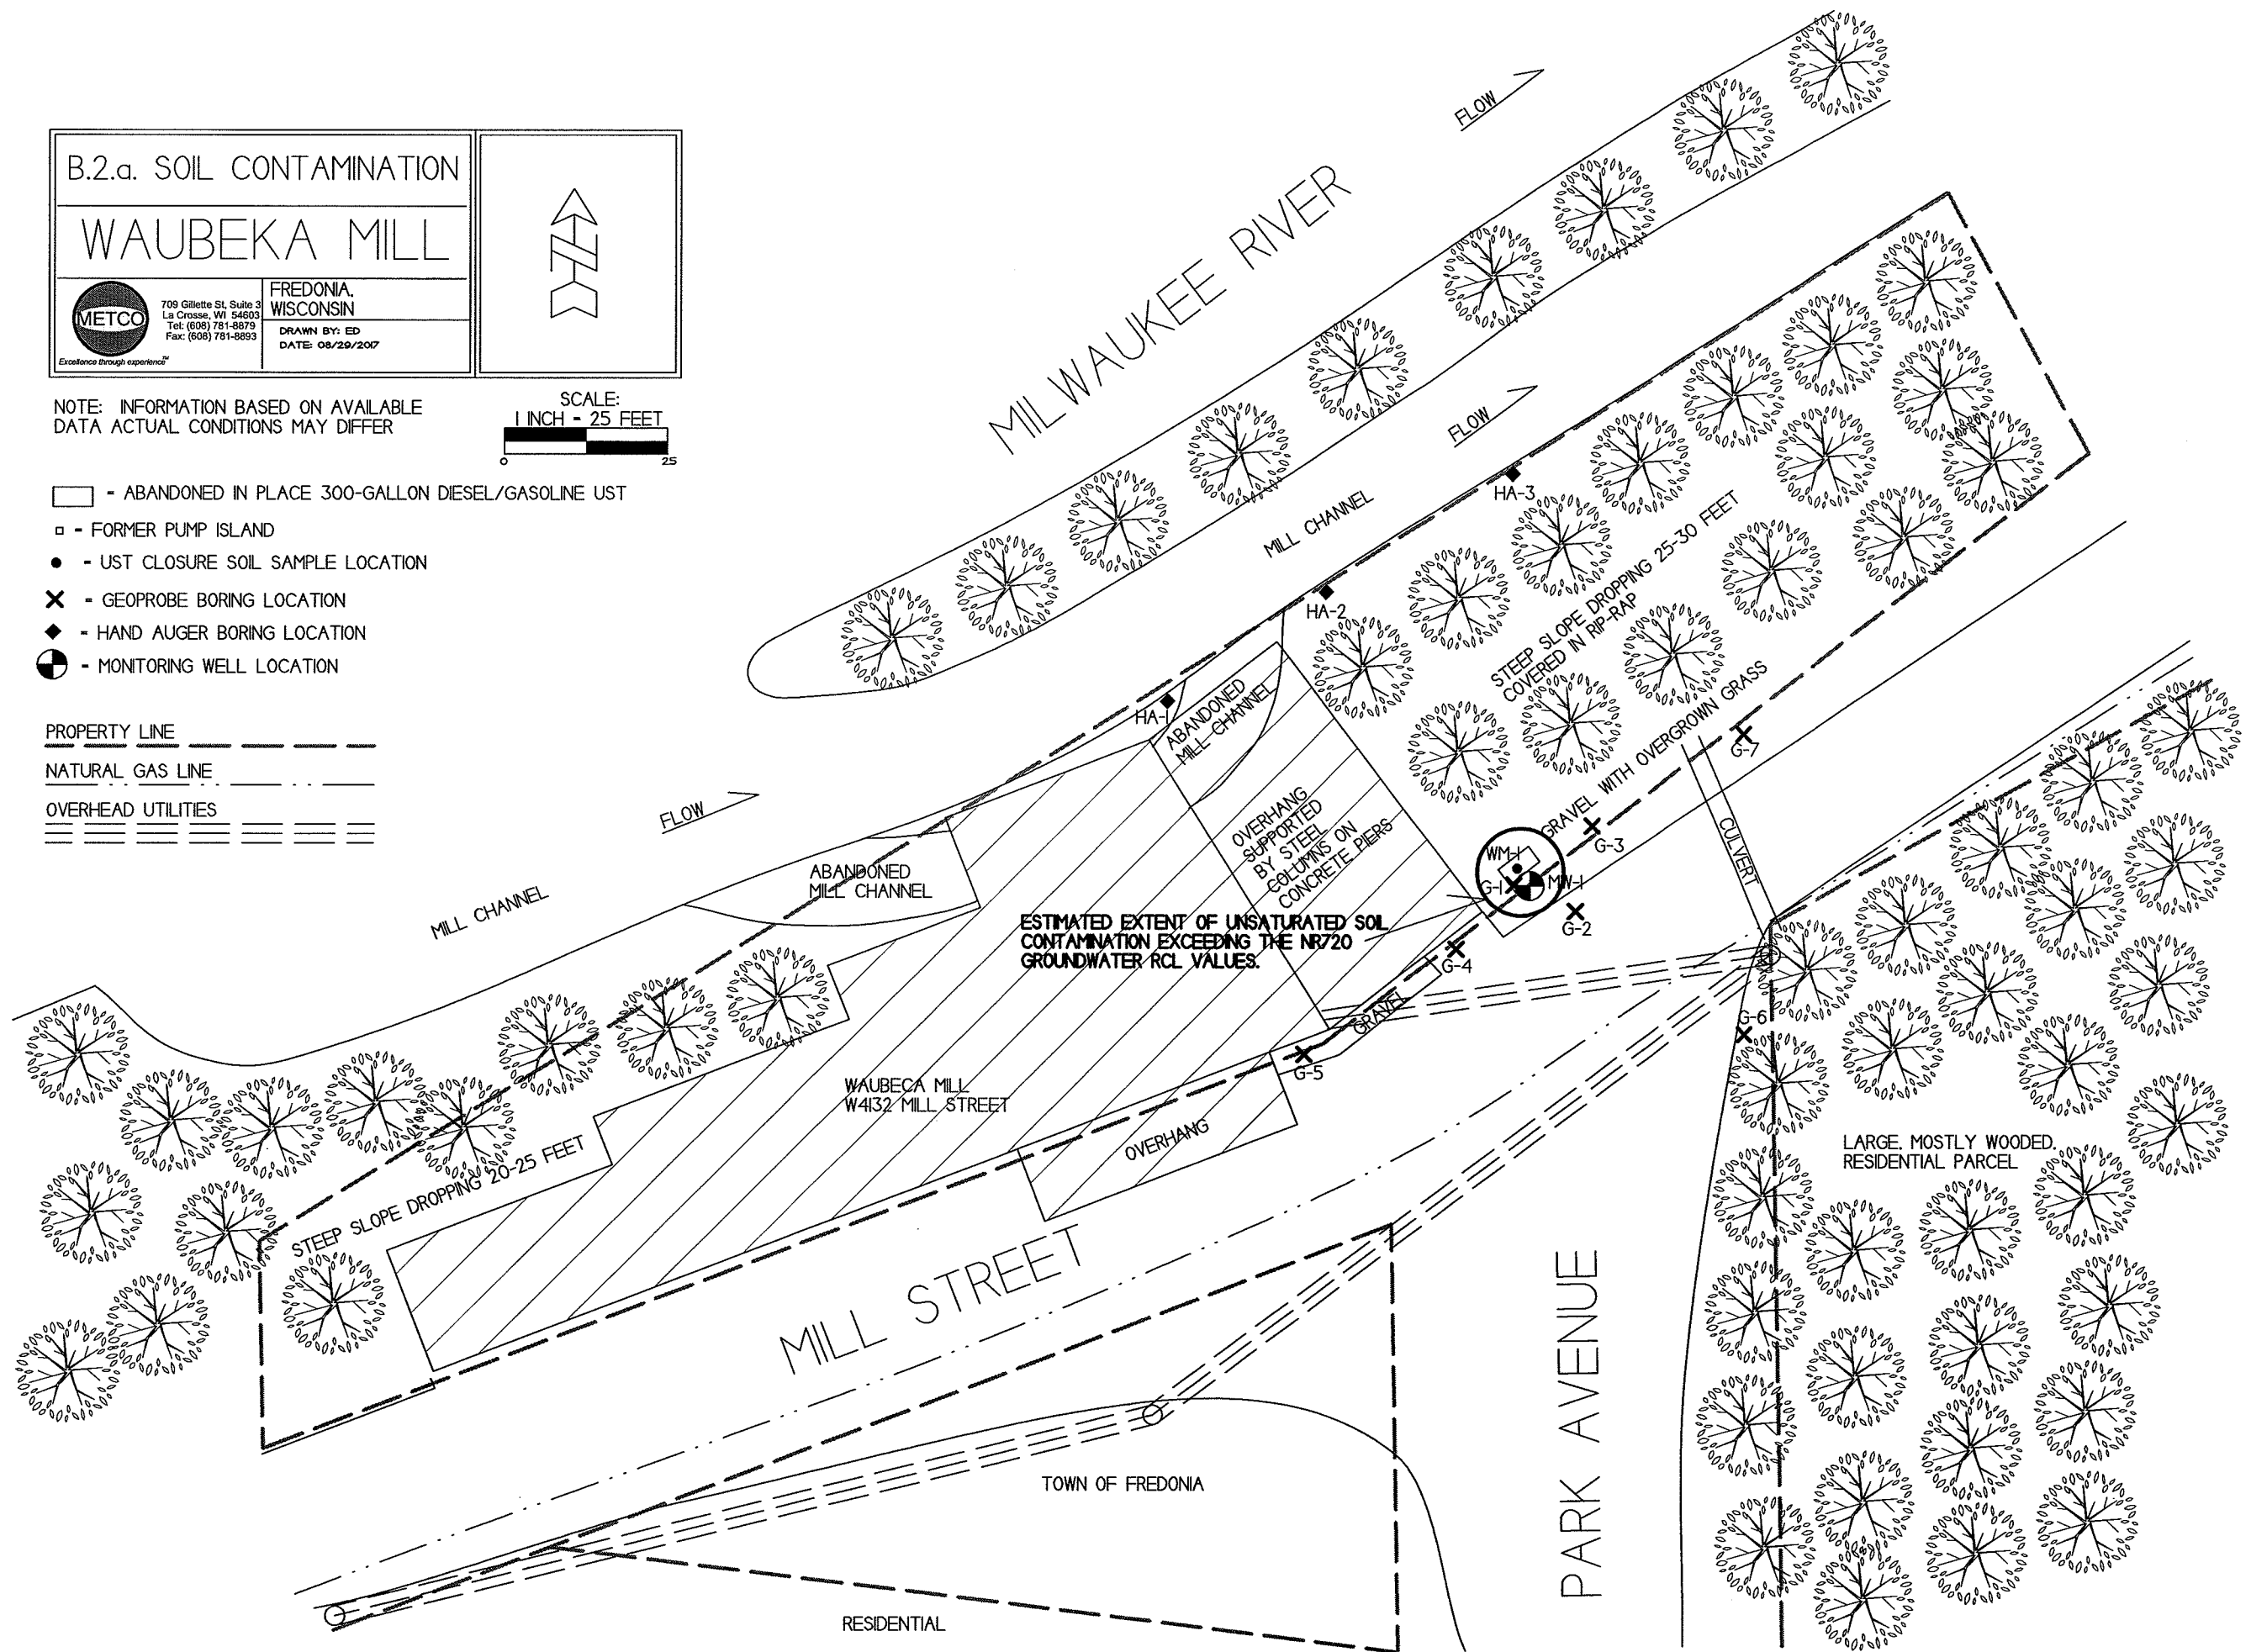 B.2.a. SOIL CONTAMINATION
WAUBEKA MILL
METCO
Excellence through experience™
709 Gillette St, Suite 3
La Crosse, WI 54603
Tel: (608) 781-8879
Fax: (608) 781-8893
FREDONIA,
WISCONSIN
DRAWN BY: ED
DATE: 08/29/2017
N
NOTE: INFORMATION BASED ON AVAILABLE
DATA ACTUAL CONDITIONS MAY DIFFER
SCALE:
1 INCH = 25 FEET
0 25
- ABANDONED IN PLACE 300-GALLON DIESEL/GASOLINE UST
- FORMER PUMP ISLAND
- UST CLOSURE SOIL SAMPLE LOCATION
- GEOPROBE BORING LOCATION
- HAND AUGER BORING LOCATION
- MONITORING WELL LOCATION
PROPERTY LINE
NATURAL GAS LINE
OVERHEAD UTILITIES
FLOW
MILWAUKEE RIVER
FLOW
MILL CHANNEL
HA-3
HA-2
HA-1
STEEP SLOPE DROPPING 25-30 FEET
COVERED IN RIP-RAP
GRAVEL WITH OVERGROWN GRASS
ABANDONED
MILL CHANNEL
G-7
FLOW
OVERHANG
SUPPORTED
BY STEEL
COLUMNS ON
CONCRETE PIERS
CULVERT
WM-1
G-3
G-1
MW-1
G-2
ABANDONED
MILL CHANNEL
MILL CHANNEL
ESTIMATED EXTENT OF UNSATURATED SOIL
CONTAMINATION EXCEEDING THE NR720
GROUNDWATER RCL VALUES.
G-4
GRAVEL
G-6
G-5
WAUBECA MILL
W4132 MILL STREET
OVERHANG
STEEP SLOPE DROPPING 20-25 FEET
LARGE, MOSTLY WOODED,
RESIDENTIAL PARCEL
MILL STREET
PARK AVENUE
TOWN OF FREDONIA
RESIDENTIAL